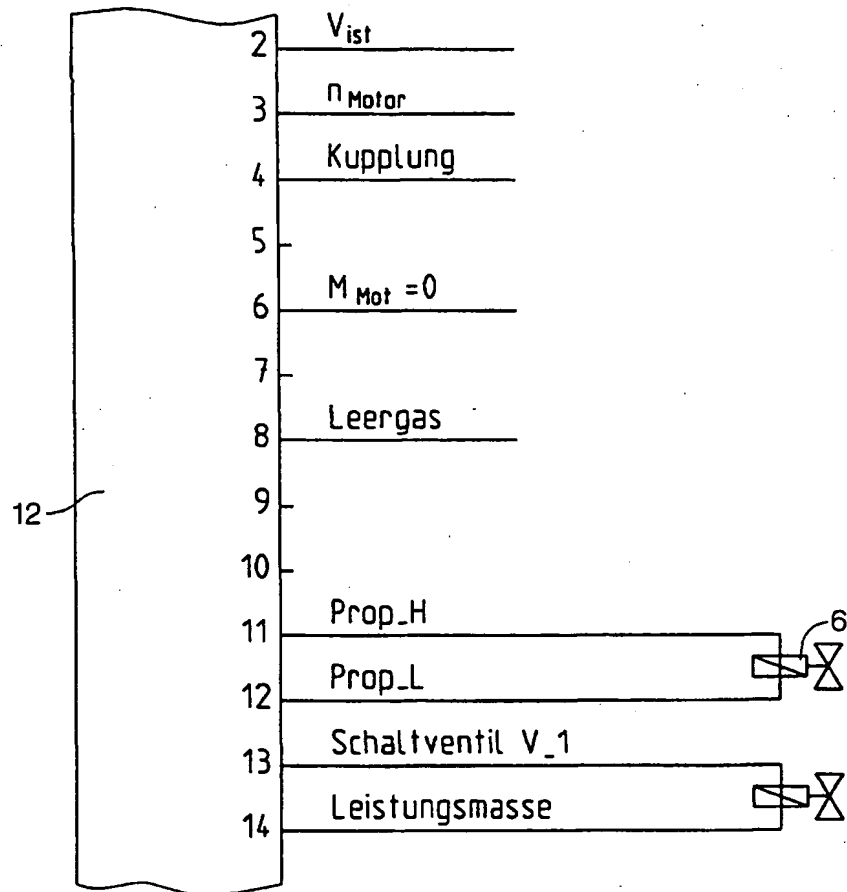 2 V_ist
3 n_Motor
4 Kupplung
5
6 M_Mot =0
7
8 Leergas
12
9
10
11 Prop_H
6
12 Prop_L
13 Schaltventil V_1
14 Leistungsmasse